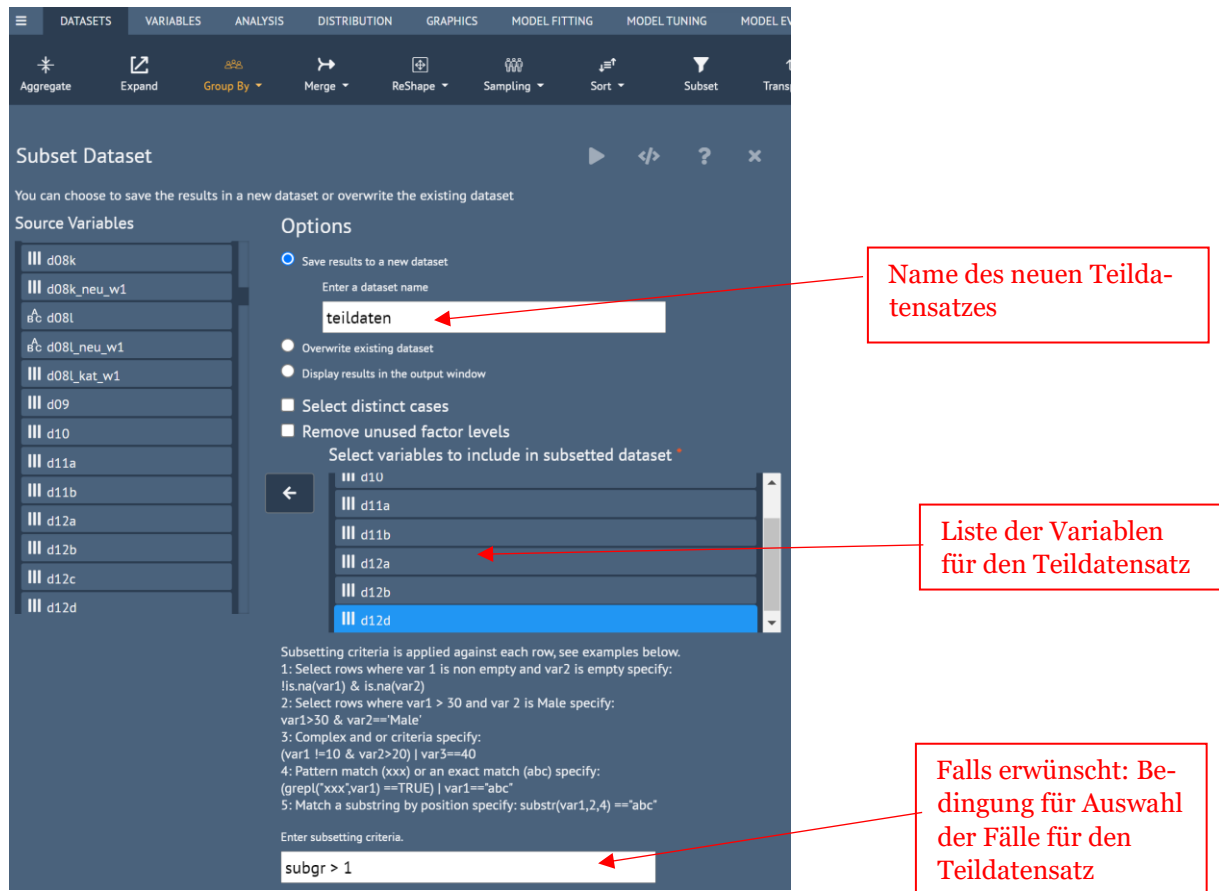 DATASETS VARIABLES ANALYSIS DISTRIBUTION GRAPHICS MODEL FITTING MODEL TUNING MODEL EV
Aggregate Expand Group By Merge ReShape Sampling Sort Subset Trans
Subset Dataset
</> ? ×
You can choose to save the results in a new dataset or overwrite the existing dataset
Source Variables
d08k
d08k_neu_w1
d08l
d08l_neu_w1
d08l_kat_w1
d09
d10
d11a
d11b
d12a
d12b
d12c
d12d
Options
Save results to a new dataset
Enter a dataset name
teildaten
Overwrite existing dataset
Display results in the output window
Select distinct cases
Remove unused factor levels
Select variables to include in subsetted dataset *
d10
d11a
d11b
d12a
d12b
d12d
Subsetting criteria is applied against each row, see examples below.
1: Select rows where var 1 is non empty and var2 is empty specify:
!is.na(var1) & is.na(var2)
2: Select rows where var1 > 30 and var 2 is Male specify:
var1>30 & var2=='Male'
3: Complex and or criteria specify:
(var1 !=10 & var2>20) | var3==40
4: Pattern match (xxx) or an exact match (abc) specify:
(grepl("xxx",var1) ==TRUE) | var1=="abc"
5: Match a substring by position specify: substr(var1,2,4) =="abc"
Enter subsetting criteria.
subgr > 1
Name des neuen Teilda-
tensatzes
Liste der Variablen
für den Teildatensatz
Falls erwünscht: Be-
dingung für Auswahl
der Fälle für den
Teildatensatz